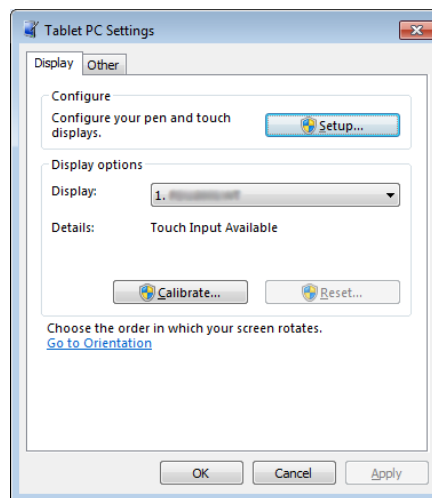 Tablet PC Settings
Display
Other
Configure
Configure your pen and touch
displays.
Setup...
Display options
Display:
1.
Details:
Touch Input Available
Calibrate...
Reset...
Choose the order in which your screen rotates.
Go to Orientation
OK
Cancel
Apply